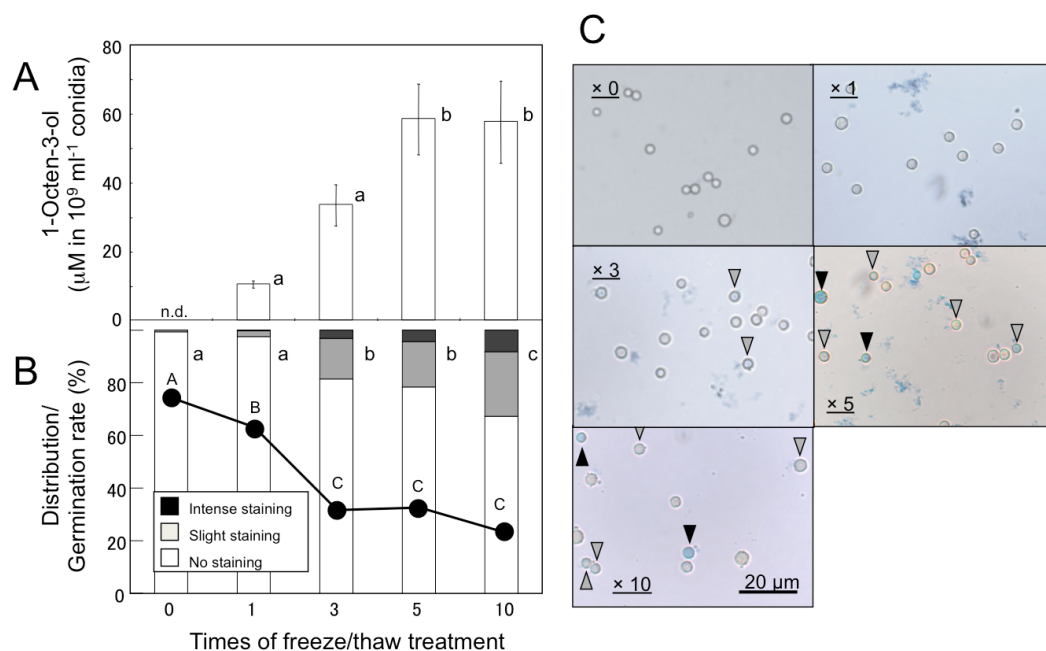 A
80
60
40
20
0
1-Octen-3-ol
(μM in 10⁹ ml⁻¹ conidia)
n.d.
a
a
b
b
B
80
60
40
20
0
Distribution/
Germination rate (%)
a
a
b
b
c
A
B
C
C
C
Intense staining
Slight staining
No staining
0 1 3 5 10
Times of freeze/thaw treatment
C
× 0
× 1
× 3
× 5
× 10
20 μm